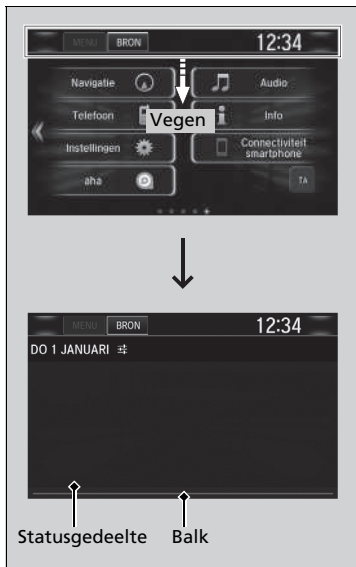 MENU BRON 12:34
Navigatie Audio
Telefoon Info
Vegen
Instellingen Connectiviteit
smartphone
aha TA
MENU BRON 12:34
DO 1 JANUARI
Statusgedeelte Balk